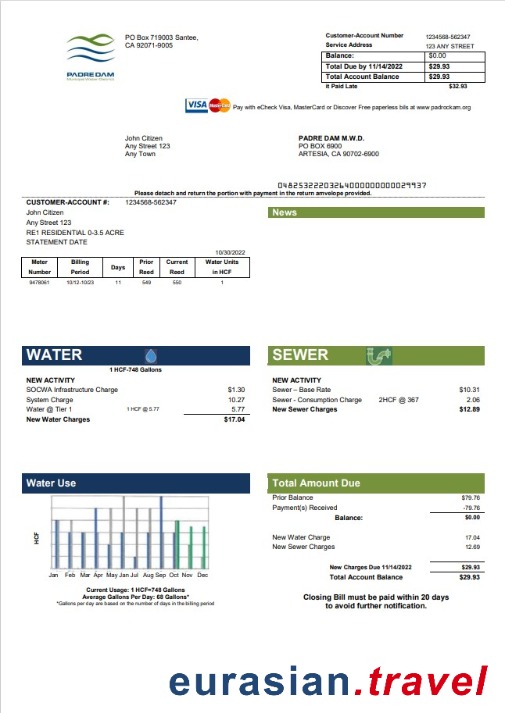 PO Box 719003 Santee,
CA 92071-9005
PADRE DAM
Customer-Account Number 1234568-562347
Service Address 123 ANY STREET
Balance: $0.00
Total Due by 11/14/2022 $29.93
Total Account Balance $29.93
It Paid Late $32.93
VISA MasterCard Pay with eCheck Visa, MasterCard or Discover Free paperless bils at www padrockam.org
John Citizen
Any Street 123
Any Town
PADRE DAM M.W.D.
PO BOX 6900
ARTESIA, CA 90702-6900
Please detach and return the portion with payment in the return amvelope provided.
CUSTOMER-ACCOUNT #: 1234568-562347
John Citizen
Any Street 123
RE1 RESIDENTIAL 0-3.5 ACRE
STATEMENT DATE
10/30/2022
News
Meter Number Billing Period Days Prior Reed Current Reed Water Units in HCF
9478061 10/12-10/23 11 549 550 1
WATER
1 HCF-748 Gallons
NEW ACTIVITY
SOCWA Infrastructure Charge $1.30
System Charge 10.27
Water @ Tier 1 1 HCF @ 5.77 5.77
New Water Charges $17.04
SEWER
NEW ACTIVITY
Sewer – Base Rate $10.31
Sewer - Consumption Charge 2HCF @ 367 2.06
New Sewer Charges $12.89
Water Use
HCF
Jan Feb Mar Apr May Jan Jul Aug Sep Oct Nov Dec
Current Usage: 1 HCF=748 Gallons
Average Gallons Per Day: 68 Gallons*
*Gallons per day are based on the number of days in the billing period
Total Amount Due
Prior Balance $79.76
Payment(s) Received -79.76
Balance: $0.00
New Water Charge 17.04
New Sewer Charges 12.69
New Charges Due 11/14/2022 $29.93
Total Account Balance $29.93
Closing Bill must be paid within 20 days
to avoid further notification.
eurasian.travel